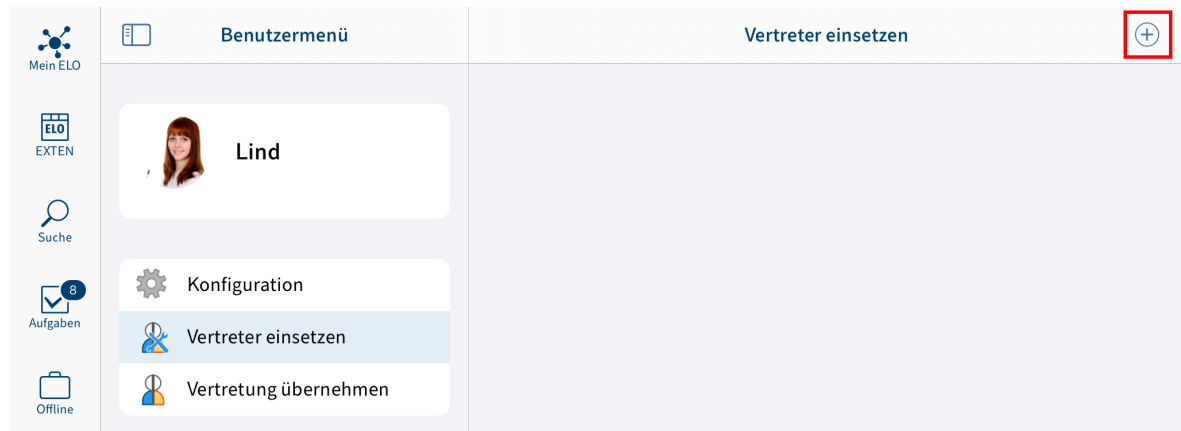 Mein ELO
Benutzermenü
Vertreter einsetzen
ELO
EXTEN
Lind
Suche
8
Aufgaben
Konfiguration
Vertreter einsetzen
Vertretung übernehmen
Offline